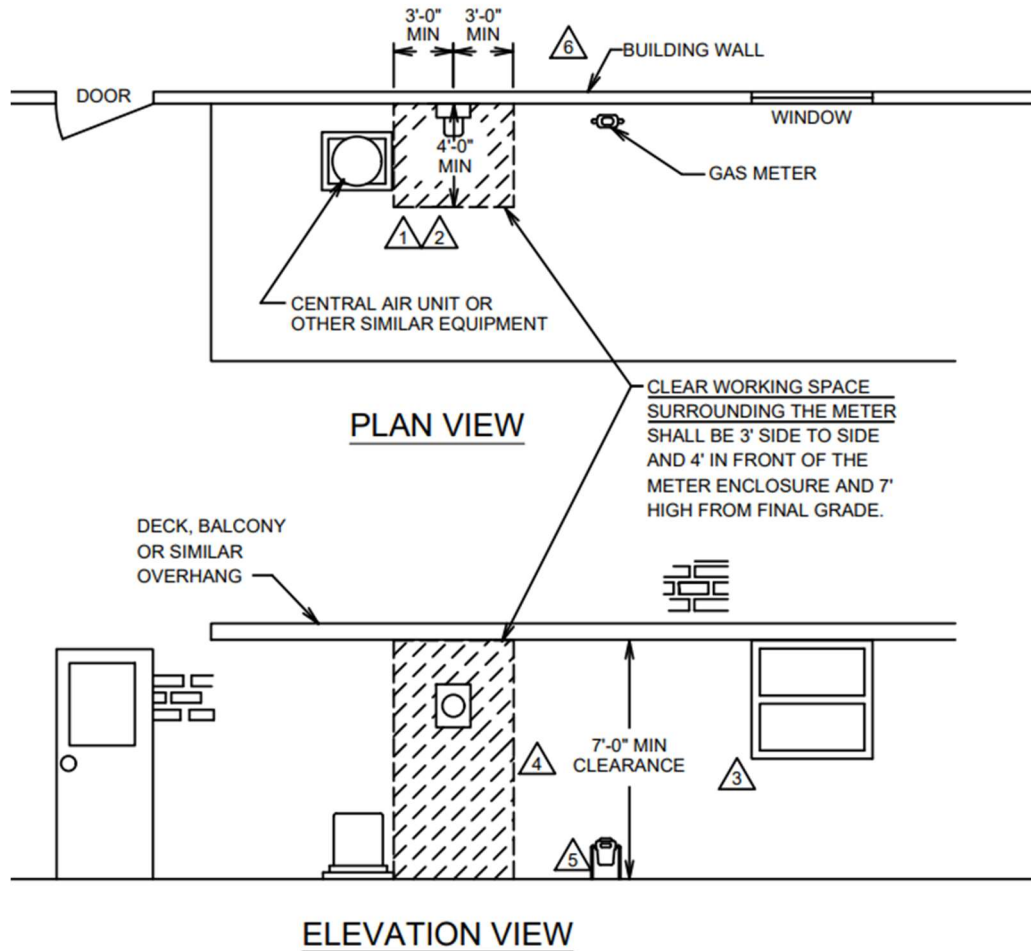 3'-0" 3'-0"
MIN MIN
6
BUILDING WALL
DOOR
WINDOW
4'-0"
MIN
GAS METER
1 2
CENTRAL AIR UNIT OR
OTHER SIMILAR EQUIPMENT
CLEAR WORKING SPACE
SURROUNDING THE METER
SHALL BE 3' SIDE TO SIDE
AND 4' IN FRONT OF THE
METER ENCLOSURE AND 7'
HIGH FROM FINAL GRADE.
PLAN VIEW
DECK, BALCONY
OR SIMILAR
OVERHANG
7'-0" MIN
CLEARANCE
4
3
5
ELEVATION VIEW